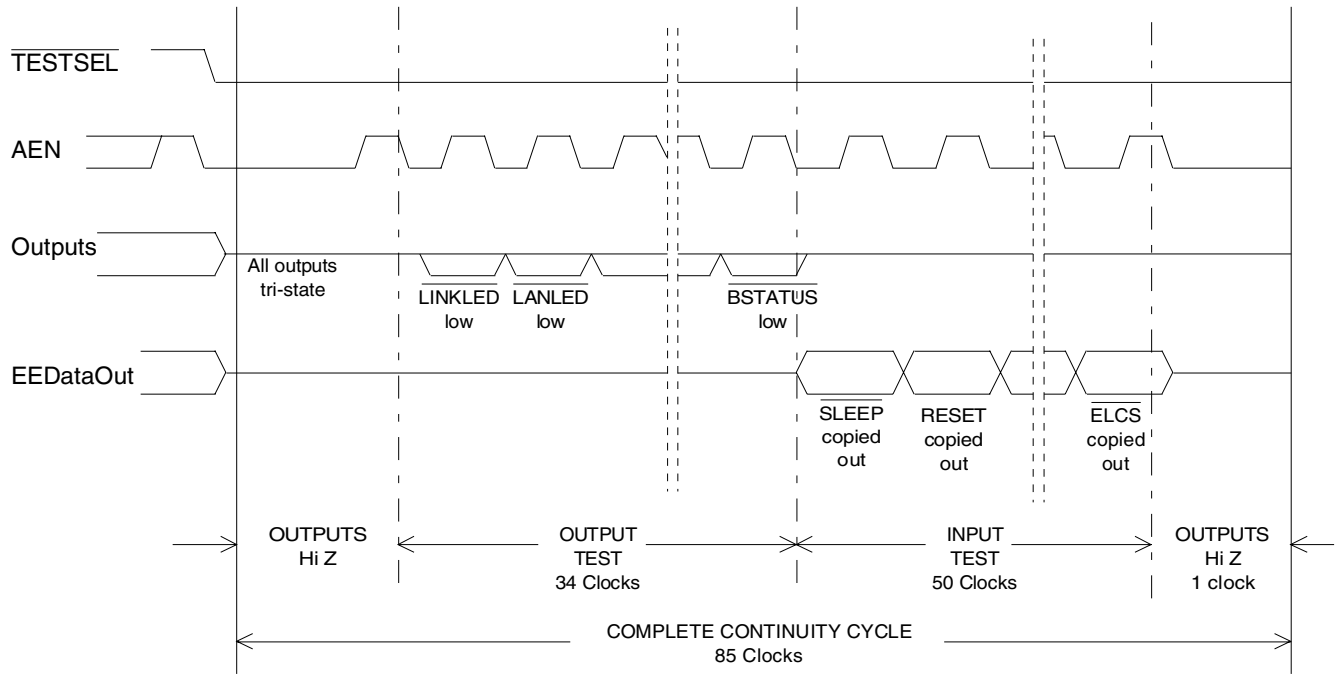 TESTSEL
AEN
Outputs
All outputs
tri-state
LINKLED
low
LANLED
low
BSTATUS
low
EEDataOut
SLEEP
copied
out
RESET
copied
out
ELCS
copied
out
OUTPUTS
Hi Z
OUTPUT
TEST
34 Clocks
INPUT
TEST
50 Clocks
OUTPUTS
Hi Z
1 clock
COMPLETE CONTINUITY CYCLE
85 Clocks